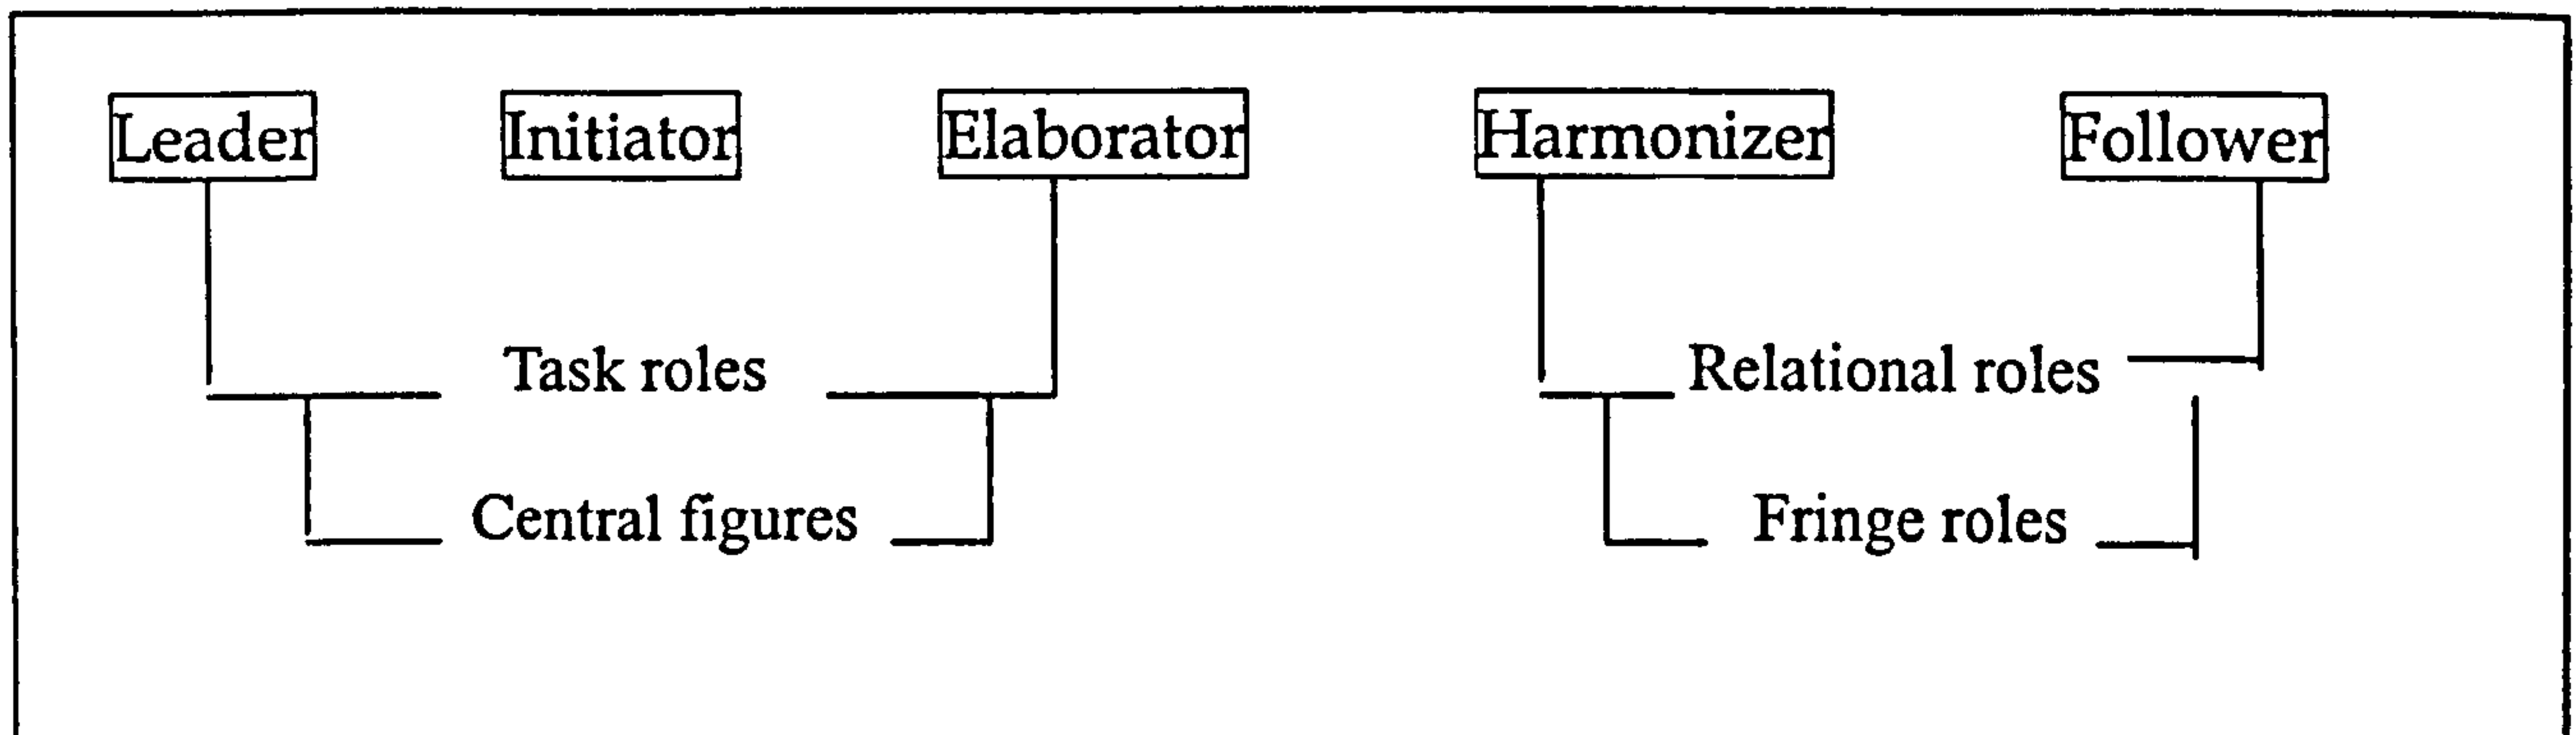 Leader Initiator Elaborator Harmonizer Follower
Task roles Relational roles
Central figures Fringe roles